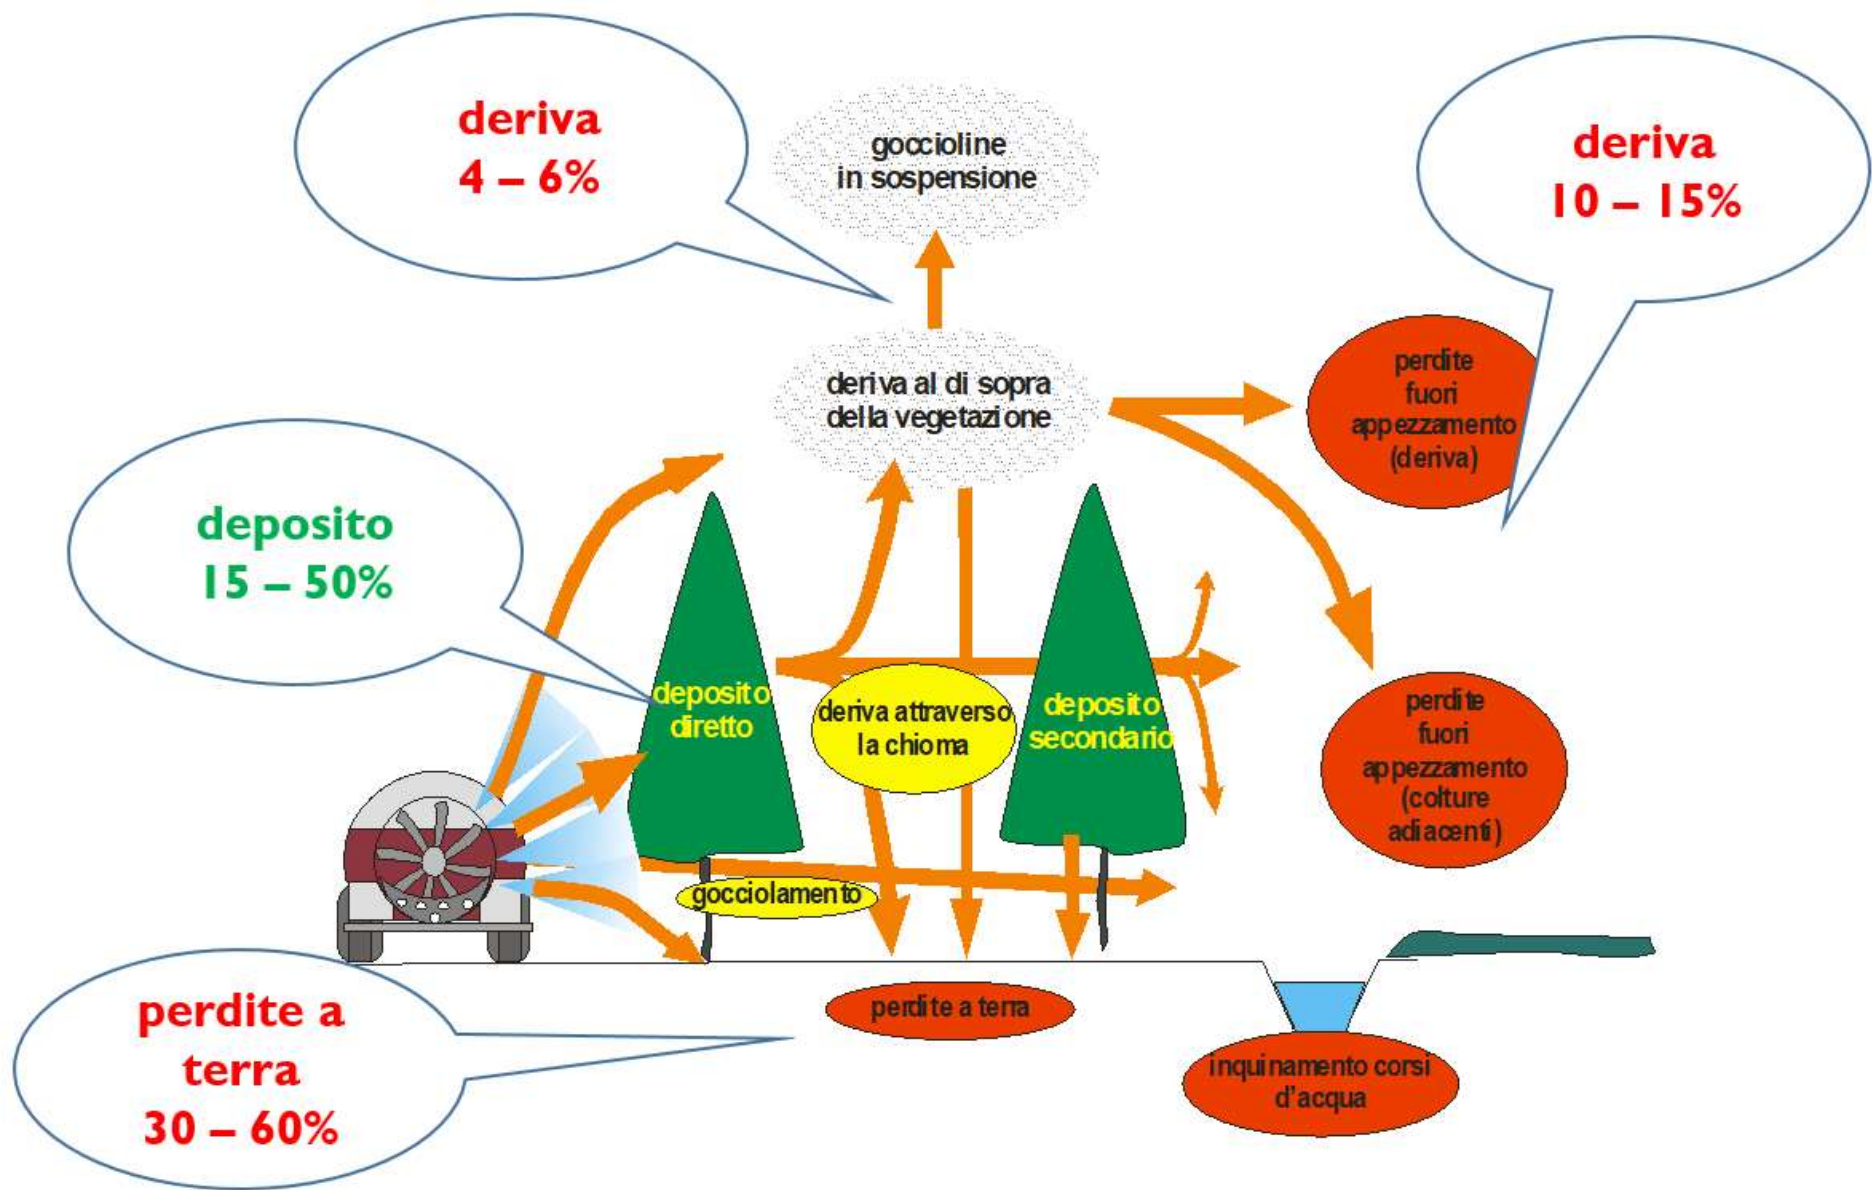 deriva
4 – 6%
goccioline
in sospensione
deriva
10 – 15%
deriva al di sopra
della vegetazione
perdite
fuori
appezzamento
(deriva)
deposito
15 – 50%
deposito
diretto
deriva attraverso
la chioma
deposito
secondario
perdite
fuori
appezzamento
(colture
adiacenti)
gocciolamento
perdite a
terra
30 – 60%
perdite a terra
inquinamento corsi
d'acqua